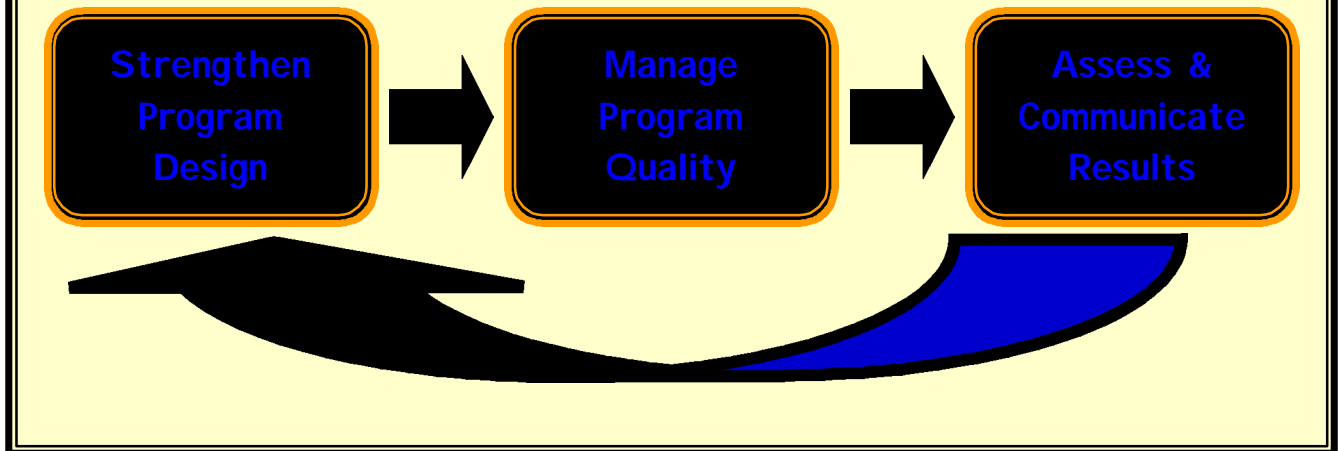 Strengthen
Program
Design
Manage
Program
Quality
Assess &
Communicate
Results